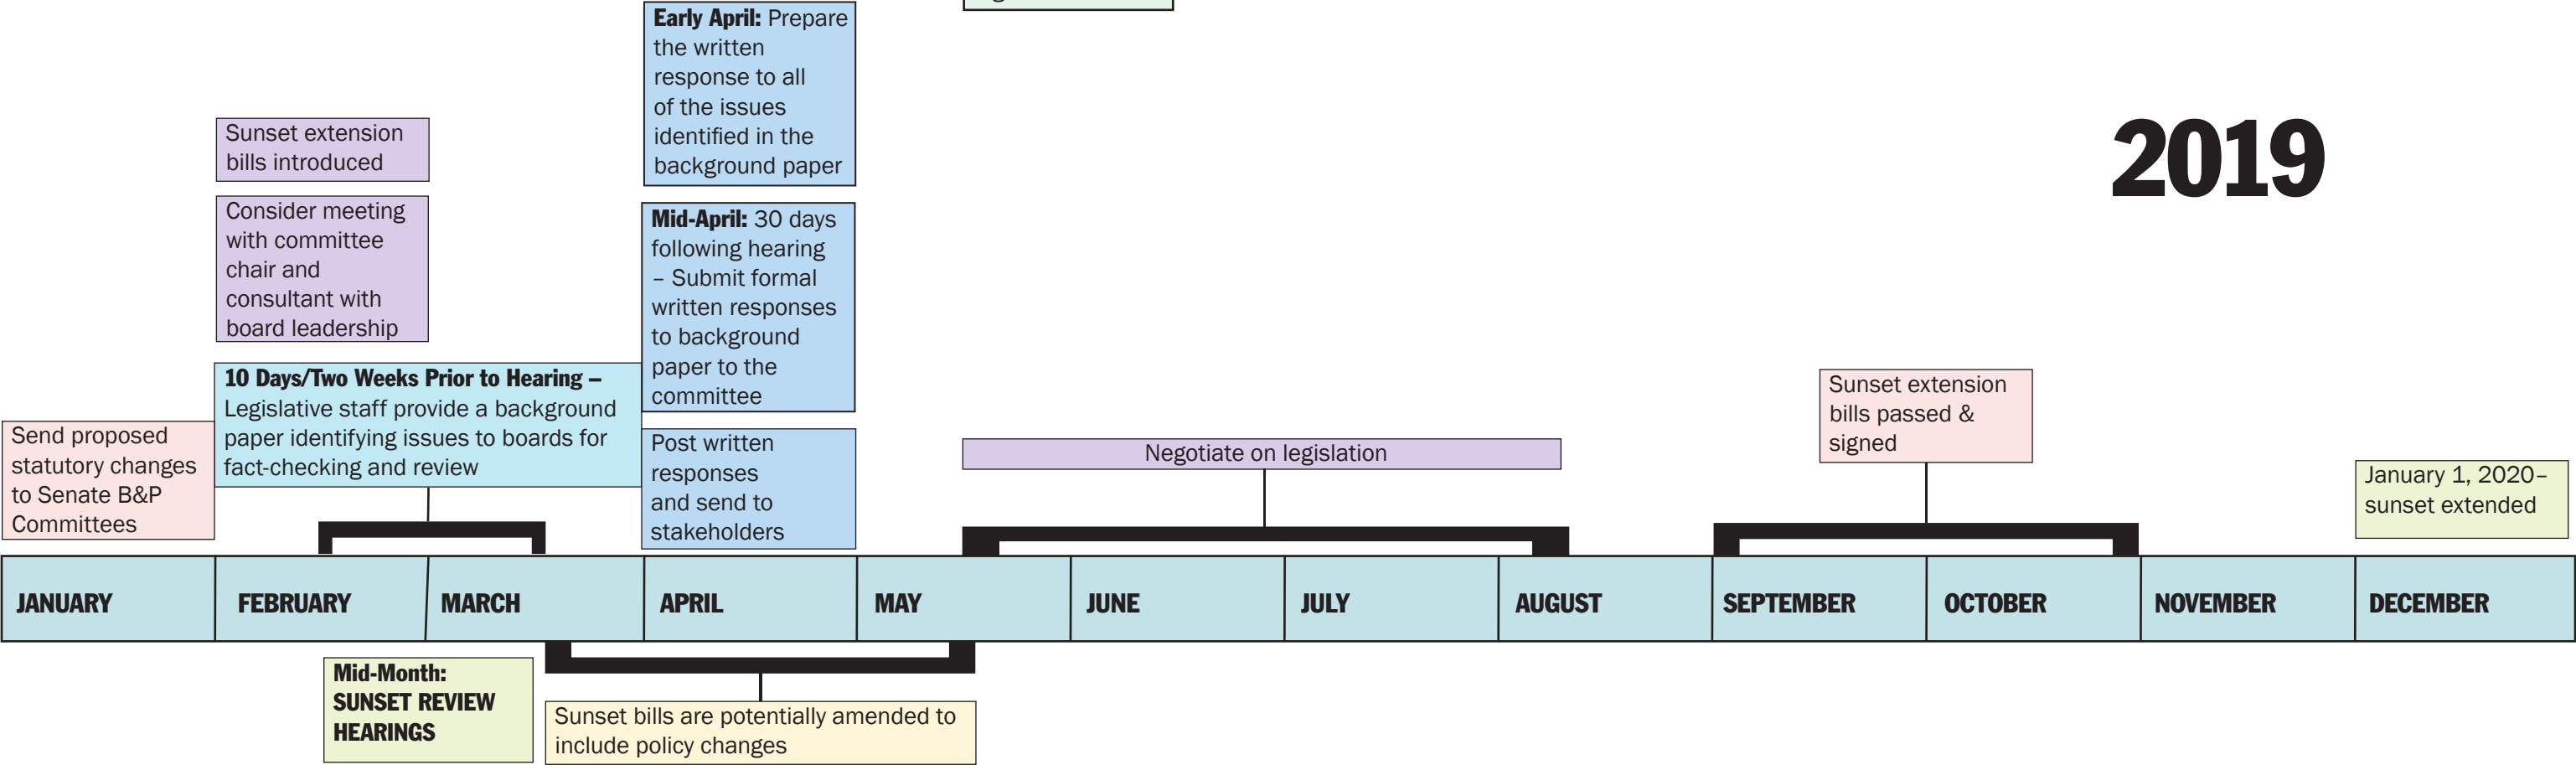 Early April: Prepare
the written
response to all
of the issues
identified in the
background paper
2019
Sunset extension
bills introduced
Consider meeting
with committee
chair and
consultant with
board leadership
Mid-April: 30 days
following hearing
– Submit formal
written responses
to background
paper to the
committee
10 Days/Two Weeks Prior to Hearing –
Legislative staff provide a background
paper identifying issues to boards for
fact-checking and review
Send proposed
statutory changes
to Senate B&P
Committees
Post written
responses
and send to
stakeholders
Negotiate on legislation
Sunset extension
bills passed &
signed
January 1, 2020–
sunset extended
JANUARY
FEBRUARY
MARCH
APRIL
MAY
JUNE
JULY
AUGUST
SEPTEMBER
OCTOBER
NOVEMBER
DECEMBER
Mid-Month:
SUNSET REVIEW
HEARINGS
Sunset bills are potentially amended to
include policy changes